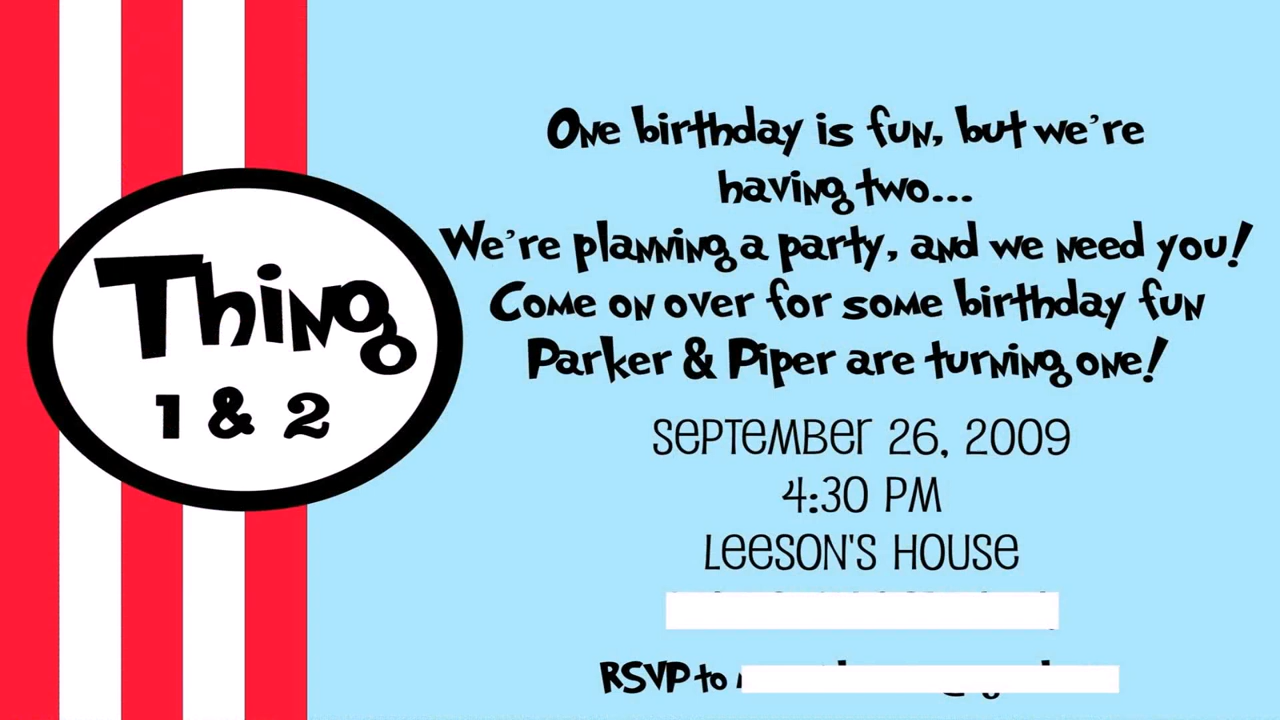 Thing
1 & 2
One birthday is fun, but we're
having two...
We're planning a party, and we need you!
Come on over for some birthday fun
Parker & Piper are turning one!
September 26, 2009
4:30 PM
Leeson's House
RSVP to